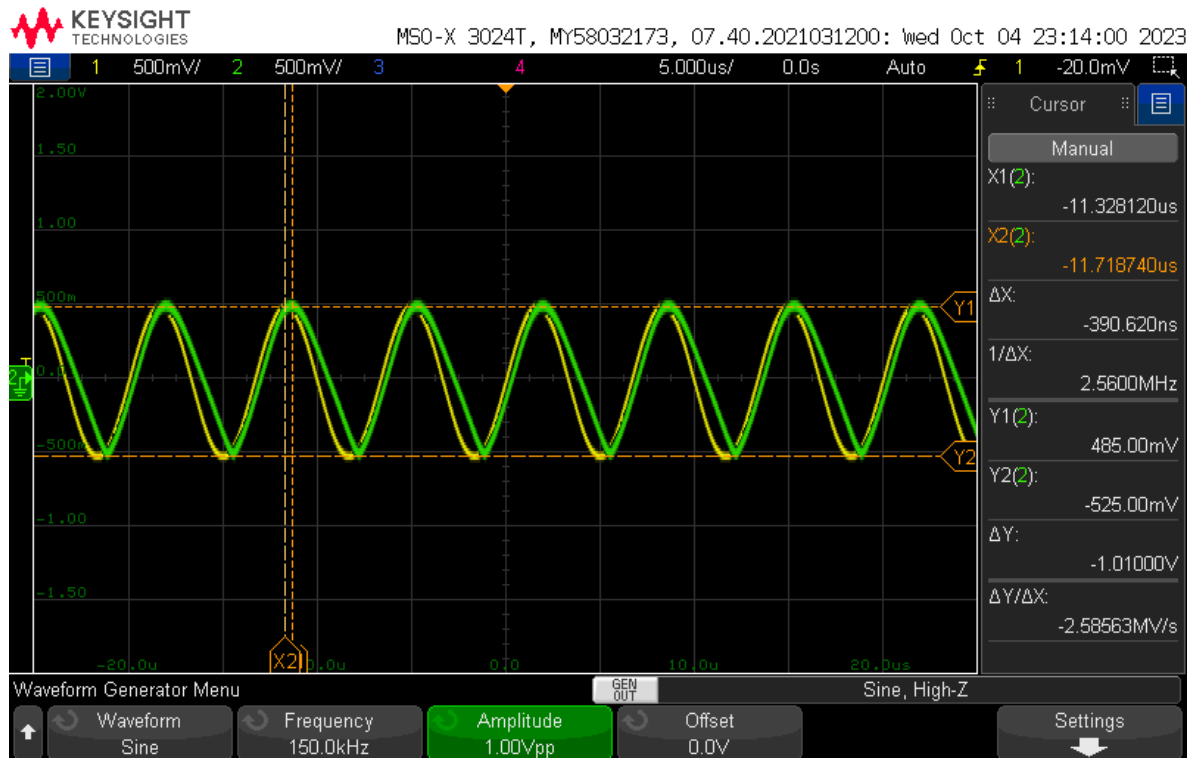 KEYSIGHT
TECHNOLOGIES
MSO-X 3024T, MY58032173, 07.40.2021031200: Wed Oct 04 23:14:00 2023
1 500mV/ 2 500mV/ 3 4 5.000us/ 0.0s Auto 1 -20.0mV
2.00V
1.50
1.00
500m
0.0
-500m
-1.00
-1.50
T
2
Y1
Y2
X2
-20.0u
0.0u
0.0
10.0u
20.0us
Cursor
Manual
X1(2):
-11.328120us
X2(2):
-11.718740us
ΔX:
-390.620ns
1/ΔX:
2.5600MHz
Y1(2):
485.00mV
Y2(2):
-525.00mV
ΔY:
-1.01000V
ΔY/ΔX:
-2.58563MV/s
Waveform Generator Menu
GEN
OUT
Sine, High-Z
Waveform
Sine
Frequency
150.0kHz
Amplitude
1.00Vpp
Offset
0.0V
Settings